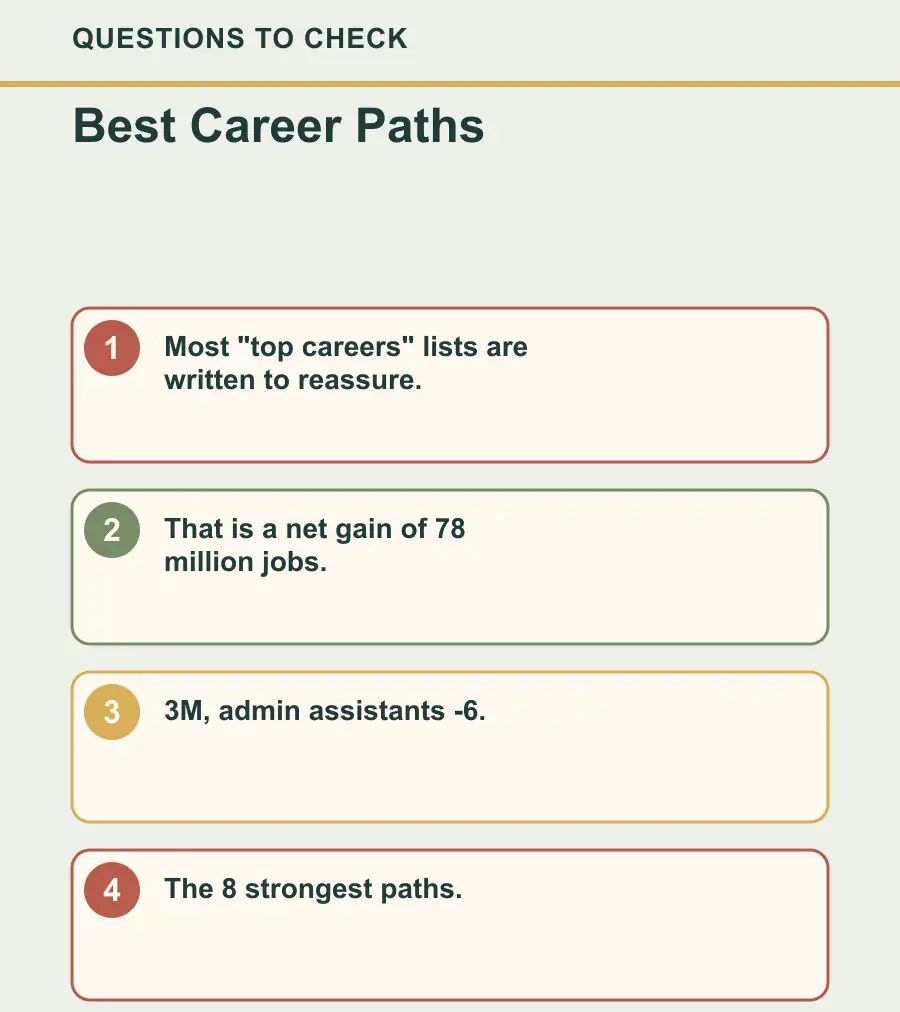 QUESTIONS TO CHECK
Best Career Paths
1
Most "top careers" lists are
written to reassure.
2
That is a net gain of 78
million jobs.
3
3M, admin assistants -6.
4
The 8 strongest paths.